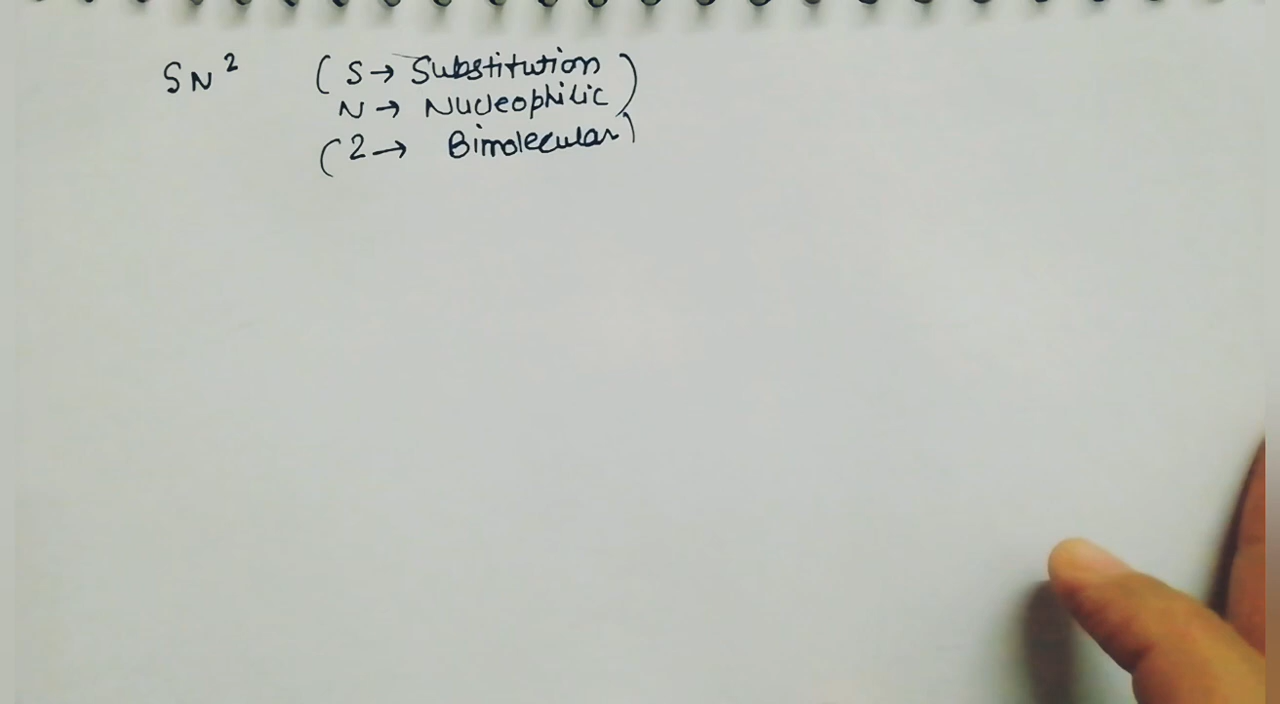 SN² (S → Substitution)
N → Nucleophilic
(2 → Bimolecular)